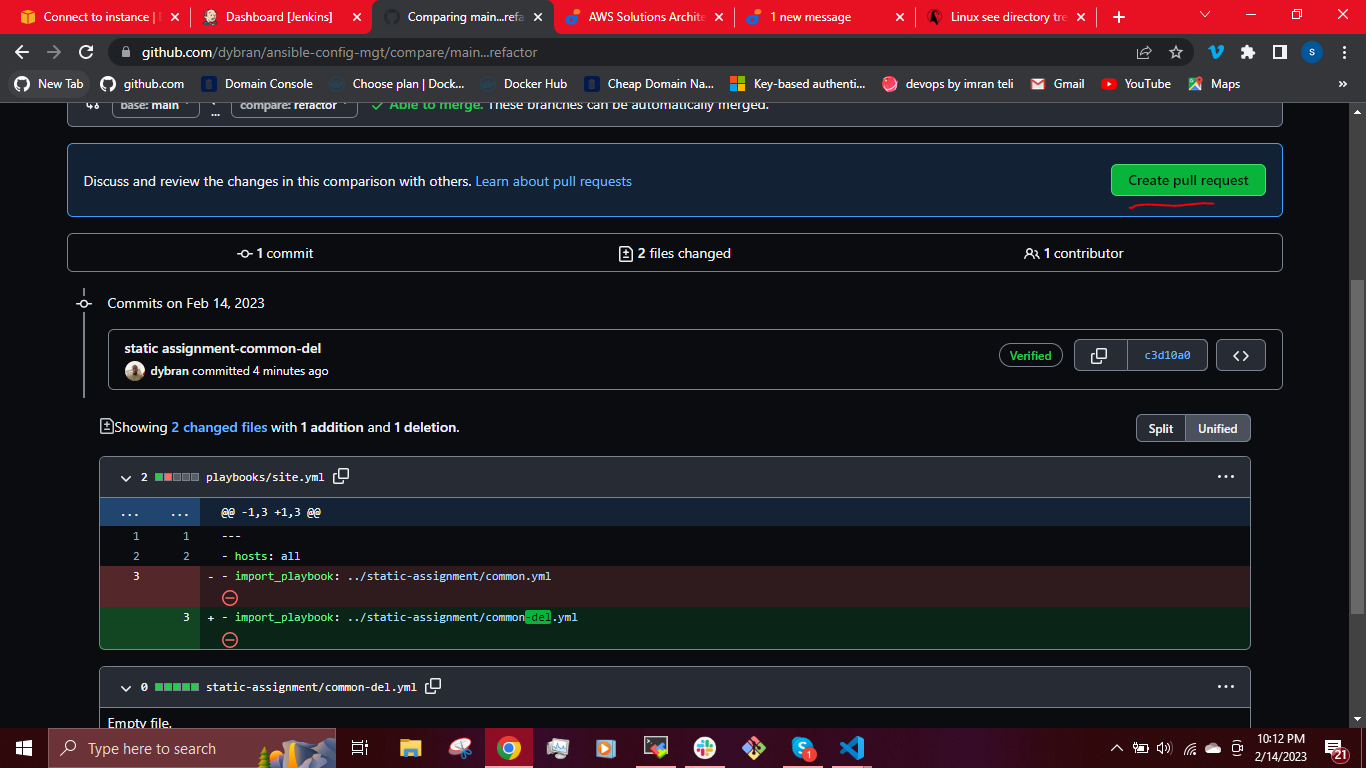 Connect to instance | E
Dashboard [Jenkins]
Comparing main...refa
AWS Solutions Archite
1 new message
Linux see directory tre
github.com/dybran/ansible-config-mgt/compare/main...refactor
S
New Tab
github.com
Domain Console
Choose plan | Dock...
Docker Hub
Cheap Domain Na...
Key-based authenti...
devops by imran teli
Gmail
YouTube
Maps
»
base: main
...
compare: refactor
Able to merge. These branches can be automatically merged.
Discuss and review the changes in this comparison with others. Learn about pull requests
Create pull request
1 commit
2 files changed
1 contributor
Commits on Feb 14, 2023
static assignment-common-del
dybran committed 4 minutes ago
Verified
c3d10a0
Showing 2 changed files with 1 addition and 1 deletion.
Split
Unified
2 playbooks/site.yml
... ... @@ -1,3 +1,3 @@
1 1 ---
2 2 - hosts: all
3 - - import_playbook: ../static-assignment/common.yml
3 + - import_playbook: ../static-assignment/common-del.yml
0 static-assignment/common-del.yml
Empty file.
Type here to search
1
10:12 PM
2/14/2023
21